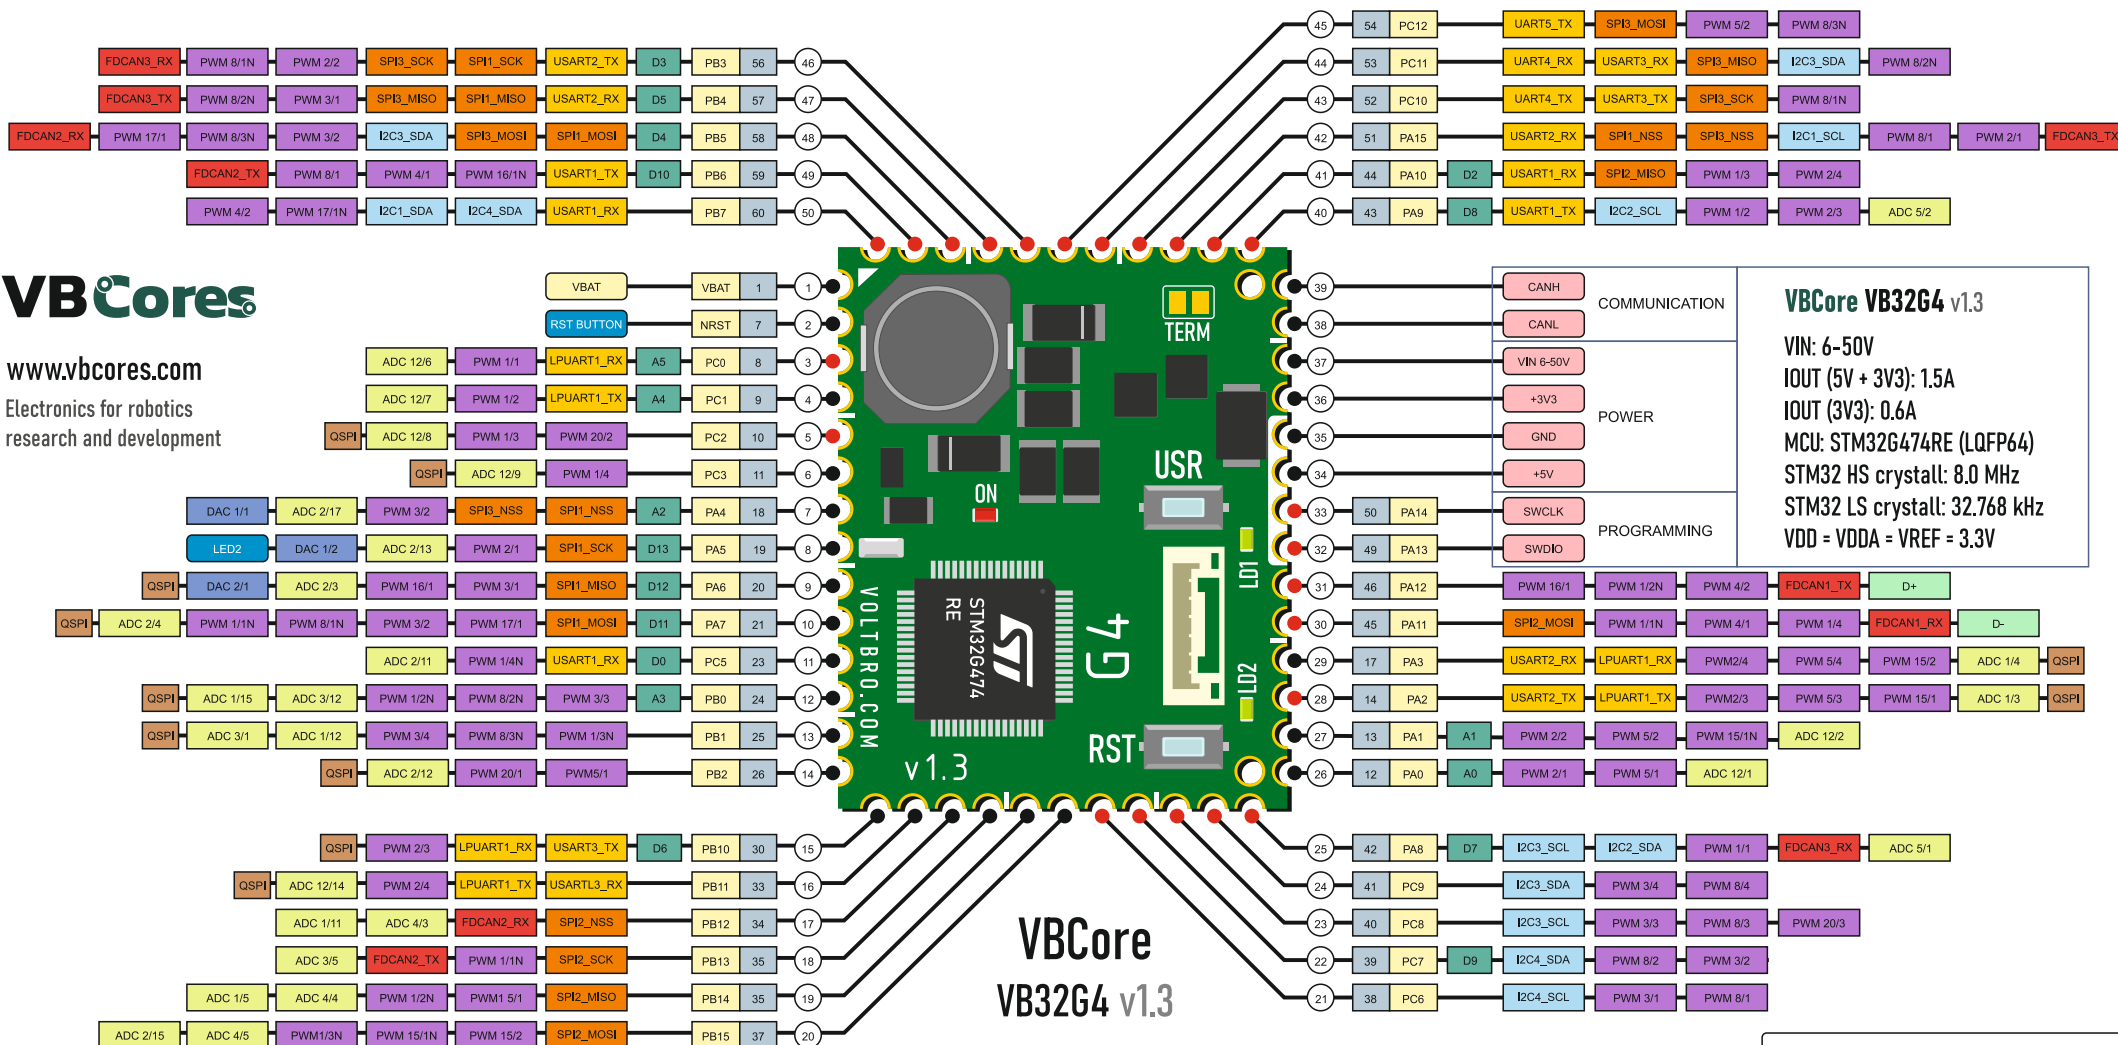 45 54 PC12 UART5_TX SPI3_MOSI PWM 5/2 PWM 8/3N
FDCAN3_RX PWM 8/1N PWM 2/2 SPI3_SCK SPI1_SCK USART2_TX D3 PB3 56 46
44 53 PC11 UART4_RX USART3_RX SPI3_MISO I2C3_SDA PWM 8/2N
FDCAN3_TX PWM 8/2N PWM 3/1 SPI3_MISO SPI1_MISO USART2_RX D5 PB4 57 47
43 52 PC10 UART4_TX USART3_TX SPI3_SCK PWM 8/1N
FDCAN2_RX PWM 17/1 PWM 8/3N PWM 3/2 I2C3_SDA SPI3_MOSI SPI1_MOSI D4 PB5 58 48
42 51 PA15 USART2_RX SPI1_NSS SPI3_NSS I2C1_SCL PWM 8/1 PWM 2/1 FDCAN3_TX
FDCAN2_TX PWM 8/1 PWM 4/1 PWM 16/1N USART1_TX D10 PB6 59 49
41 44 PA10 D2 USART1_RX SPI2_MISO PWM 1/3 PWM 2/4
PWM 4/2 PWM 17/1N I2C1_SDA I2C4_SDA USART1_RX PB7 60 50
40 43 PA9 D8 USART1_TX I2C2_SCL PWM 1/2 PWM 2/3 ADC 5/2
VBCores
www.vbcores.com
Electronics for robotics
research and development
VBAT VBAT 1 1
RST BUTTON NRST 7 2
ADC 12/6 PWM 1/1 LPUART1_RX A5 PC0 8 3
ADC 12/7 PWM 1/2 LPUART1_TX A4 PC1 9 4
QSPI ADC 12/8 PWM 1/3 PWM 20/2 PC2 10 5
QSPI ADC 12/9 PWM 1/4 PC3 11 6
DAC 1/1 ADC 2/17 PWM 3/2 SPI3_NSS SPI1_NSS A2 PA4 18 7
LED2 DAC 1/2 ADC 2/13 PWM 2/1 SPI1_SCK D13 PA5 19 8
QSPI DAC 2/1 ADC 2/3 PWM 16/1 PWM 3/1 SPI1_MISO D12 PA6 20 9
QSPI ADC 2/4 PWM 1/1N PWM 8/1N PWM 3/2 PWM 17/1 SPI1_MOSI D11 PA7 21 10
ADC 2/11 PWM 1/4N USART1_RX D0 PC5 23 11
QSPI ADC 1/15 ADC 3/12 PWM 1/2N PWM 8/2N PWM 3/3 A3 PB0 24 12
QSPI ADC 3/1 ADC 1/12 PWM 3/4 PWM 8/3N PWM 1/3N PB1 25 13
QSPI ADC 2/12 PWM 20/1 PWM5/1 PB2 26 14
TERM
USR
ON
LD1
VOLTBRO.COM
STM32G474
RE
ST
G4
LD2
RST
v1.3
39 CANH
38 CANL
COMMUNICATION
37 VIN 6-50V
36 +3V3
35 GND
34 +5V
POWER
33 50 PA14 SWCLK
32 49 PA13 SWDIO
PROGRAMMING
VBCore VB32G4 v1.3
VIN: 6-50V
IOUT (5V + 3V3): 1.5A
IOUT (3V3): 0.6A
MCU: STM32G474RE (LQFP64)
STM32 HS crystall: 8.0 MHz
STM32 LS crystall: 32.768 kHz
VDD = VDDA = VREF = 3.3V
31 46 PA12 PWM 16/1 PWM 1/2N PWM 4/2 FDCAN1_TX D+
30 45 PA11 SPI2_MOSI PWM 1/1N PWM 4/1 PWM 1/4 FDCAN1_RX D-
29 17 PA3 USART2_RX LPUART1_RX PWM2/4 PWM 5/4 PWM 15/2 ADC 1/4 QSPI
28 14 PA2 USART2_TX LPUART1_TX PWM2/3 PWM 5/3 PWM 15/1 ADC 1/3 QSPI
27 13 PA1 A1 PWM 2/2 PWM 5/2 PWM 15/1N ADC 12/2
26 12 PA0 A0 PWM 2/1 PWM 5/1 ADC 12/1
QSPI PWM 2/3 LPUART1_RX USART3_TX D6 PB10 30 15
QSPI ADC 12/14 PWM 2/4 LPUART1_TX USARTL3_RX PB11 33 16
ADC 1/11 ADC 4/3 FDCAN2_RX SPI2_NSS PB12 34 17
ADC 3/5 FDCAN2_TX PWM 1/1N SPI2_SCK PB13 35 18
ADC 1/5 ADC 4/4 PWM 1/2N PWM1 5/1 SPI2_MISO PB14 35 19
ADC 2/15 ADC 4/5 PWM1/3N PWM 15/1N PWM 15/2 SPI2_MOSI PB15 37 20
VBCore
VB32G4 v1.3
25 42 PA8 D7 I2C3_SCL I2C2_SDA PWM 1/1 FDCAN3_RX ADC 5/1
24 41 PC9 I2C3_SDA PWM 3/4 PWM 8/4
23 40 PC8 I2C3_SCL PWM 3/3 PWM 8/3 PWM 20/3
22 39 PC7 D9 I2C4_SDA PWM 8/2 PWM 3/2
21 38 PC6 I2C4_SCL PWM 3/1 PWM 8/1